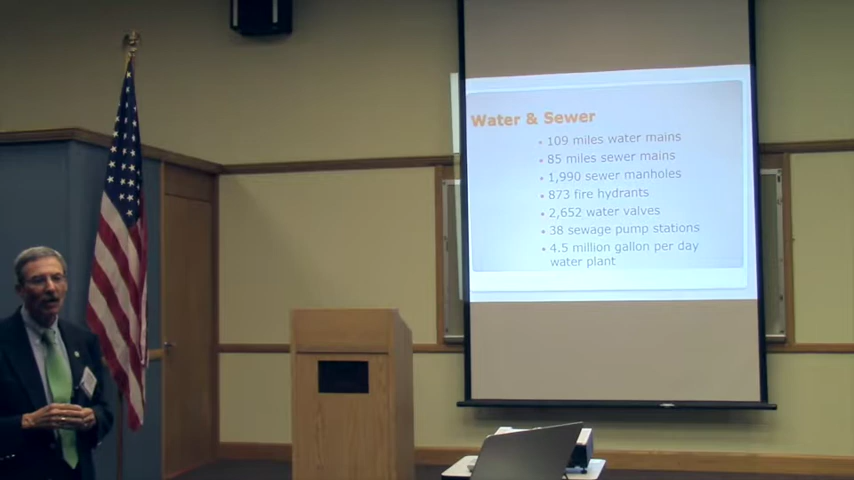 Water & Sewer
• 109 miles water mains
• 85 miles sewer mains
• 1,990 sewer manholes
• 873 fire hydrants
• 2,652 water valves
• 38 sewage pump stations
• 4.5 million gallon per day
water plant